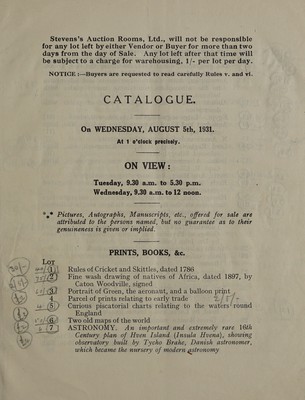 Stevens's Auction Rooms, Ltd., will not be responsible
for any lot left by either Vendor or Buyer for more than two
days from the day of Sale. Any lot left after that time will
be subject to a charge for warehousing, 1/- per lot per day.
NOTICE :—Buyers are requested to read carefully Rules v. and vi.
CATALOGUE.
On WEDNESDAY, AUGUST 5th, 1931.
At 1 o'clock precisely.
ON VIEW:
Tuesday, 9.30 a.m. to 5.30 p.m.
Wednesday, 9.30 a.m. to 12 noon.
*** Pictures, Autographs, Manuscripts, etc., offered for sale are
attributed to the persons named, but no guarantee as to their
genuineness is given or implied.
PRINTS, BOOKS, &c.
LOT
1 Rules of Cricket and Skittles, dated 1786
2 Fine wash drawing of natives of Africa, dated 1897, by
Caton Woodville, signed
3 Portrait of Green, the aeronaut, and a balloon print
4 Parcel of prints relating to early trade
5 Curious piscatorial charts relating to the waters round
England
6 Two old maps of the world
7 ASTRONOMY. An important and extremely rare 16th
Century plan of Hven Island (Insula Hvena), showing
observatory built by Tycho Brahe, Danish astronomer,
which became the nursery of modern astronomy